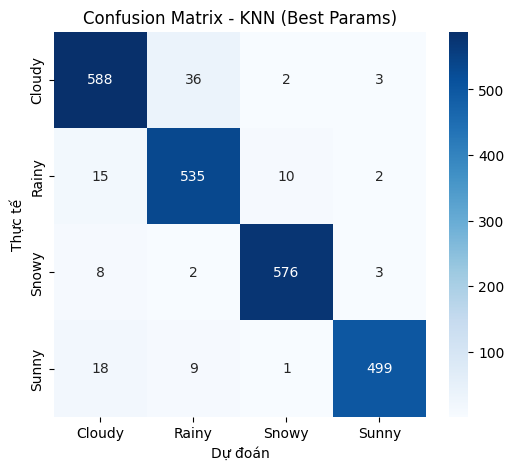 Confusion Matrix - KNN (Best Params)
Thực tế
Cloudy 588 36 2 3
Rainy 15 535 10 2
Snowy 8 2 576 3
Sunny 18 9 1 499
Cloudy Rainy Snowy Sunny
Dự đoán
500
400
300
200
100